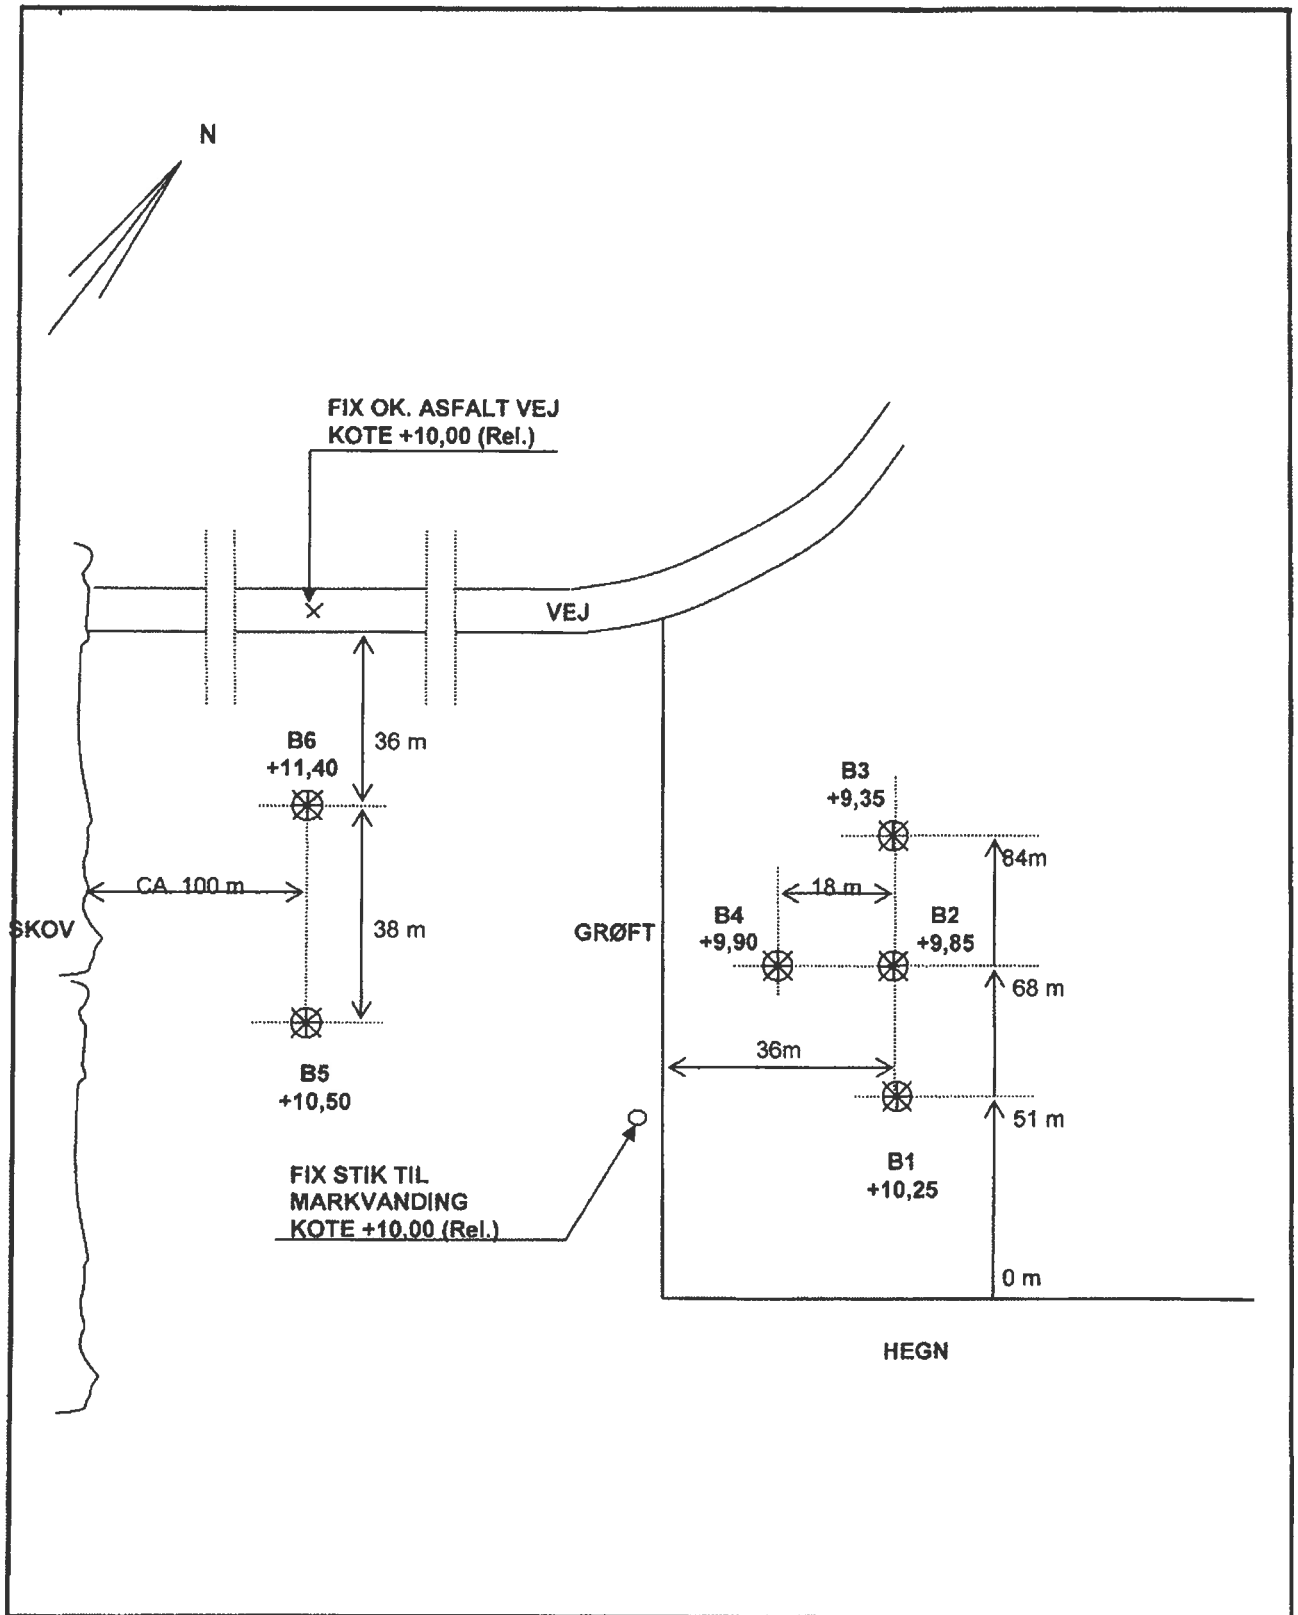 N
FIX OK. ASFALT VEJ
KOTE +10,00 (Rel.)
VEJ
B6
+11,40
36 m
B3
+9,35
84m
CA. 100 m
18 m
SKOV
38 m
GRØFT
B4
+9,90
B2
+9,85
68 m
36m
B5
+10,50
51 m
FIX STIK TIL
MARKVANDING
KOTE +10,00 (Rel.)
B1
+10,25
0 m
HEGN